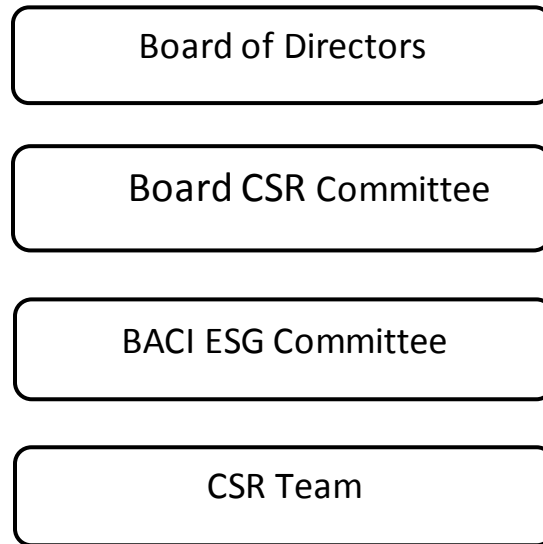 Board of Directors
Board CSR Committee
BACI ESG Committee
CSR Team